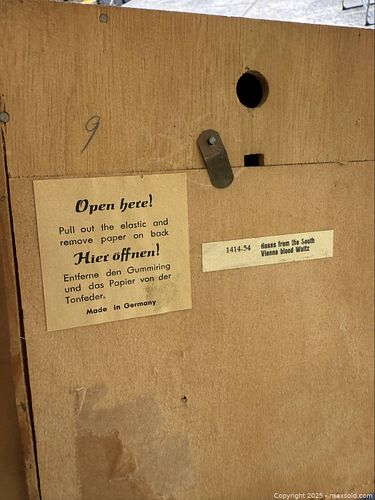 9
Open here!
Pull out the elastic and
remove paper on back
Hier öffnen!
Entferne den Gummiring
und das Papier von der
Tonfeder.
Made in Germany
1414-54 Roses from the South
Vienna blood Waltz
Copyright 2025 - maxsold.com